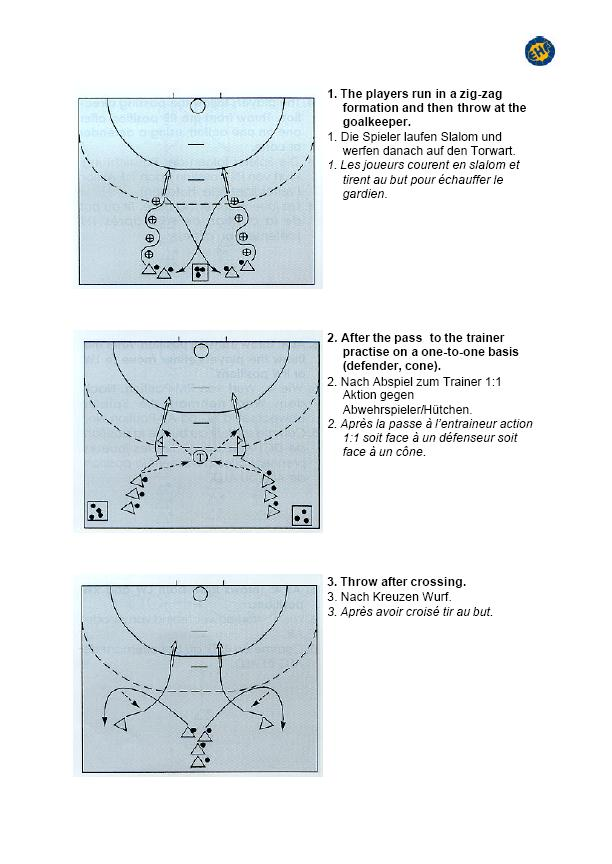 EHF
1. The players run in a zig-zag
formation and then throw at the
goalkeeper.
1. Die Spieler laufen Slalom und
werfen danach auf den Torwart.
1. Les joueurs courent en slalom et
tirent au but pour échauffer le
gardien.
2. After the pass to the trainer
practise on a one-to-one basis
(defender, cone).
2. Nach Abspiel zum Trainer 1:1
Aktion gegen
Abwehrspieler/Hütchen.
2. Après la passe à l’entraineur action
1:1 soit face à un défenseur soit
face à un cône.
T
3. Throw after crossing.
3. Nach Kreuzen Wurf.
3. Après avoir croisé tir au but.